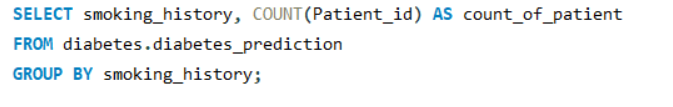 SELECT smoking_history, COUNT(Patient_id) AS count_of_patient
FROM diabetes.diabetes_prediction
GROUP BY smoking_history;